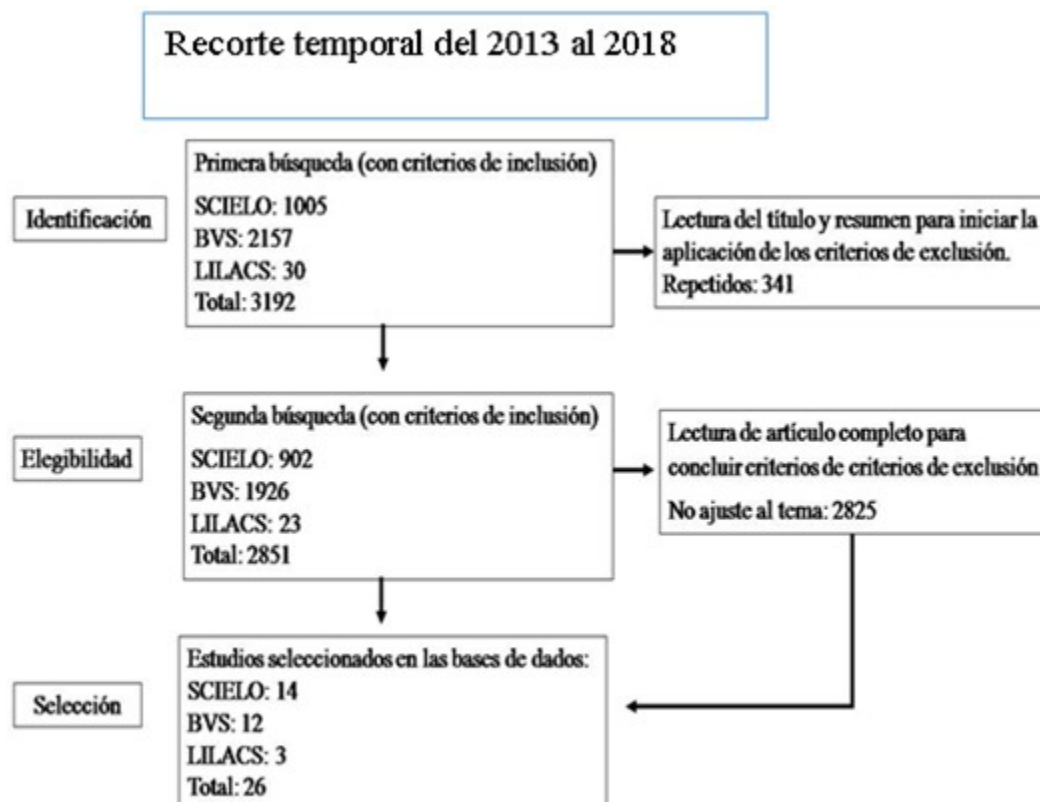 Recorte temporal del 2013 al 2018
Identificación
Primera búsqueda (con criterios de inclusión)
SCIELO: 1005
BVS: 2157
LILACS: 30
Total: 3192
Lectura del título y resumen para iniciar la
aplicación de los criterios de exclusión.
Repetidos: 341
Elegibilidad
Segunda búsqueda (con criterios de inclusión)
SCIELO: 902
BVS: 1926
LILACS: 23
Total: 2851
Lectura de artículo completo para
concluir criterios de criterios de exclusión
No ajuste al tema: 2825
Selección
Estudios seleccionados en las bases de dados:
SCIELO: 14
BVS: 12
LILACS: 3
Total: 26